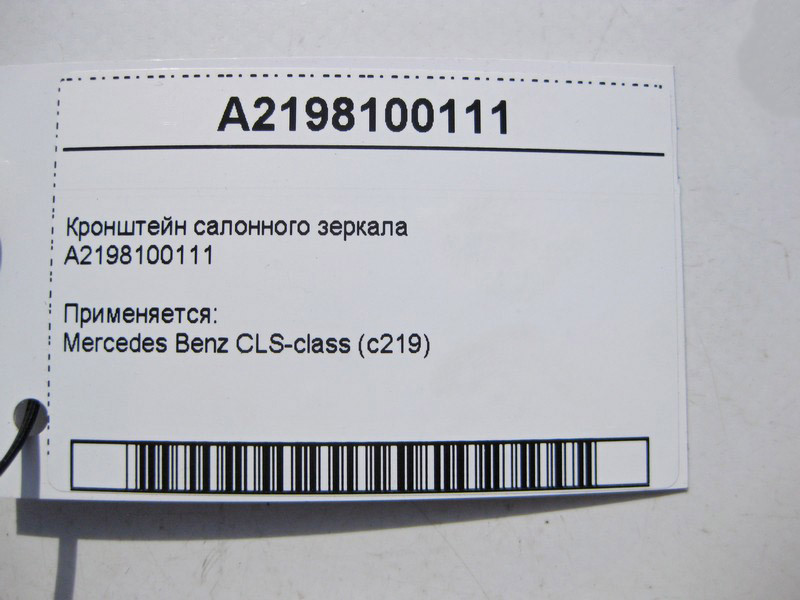 A2198100111
Кронштейн салонного зеркала
A2198100111
Применяется:
Mercedes Benz CLS-class (c219)